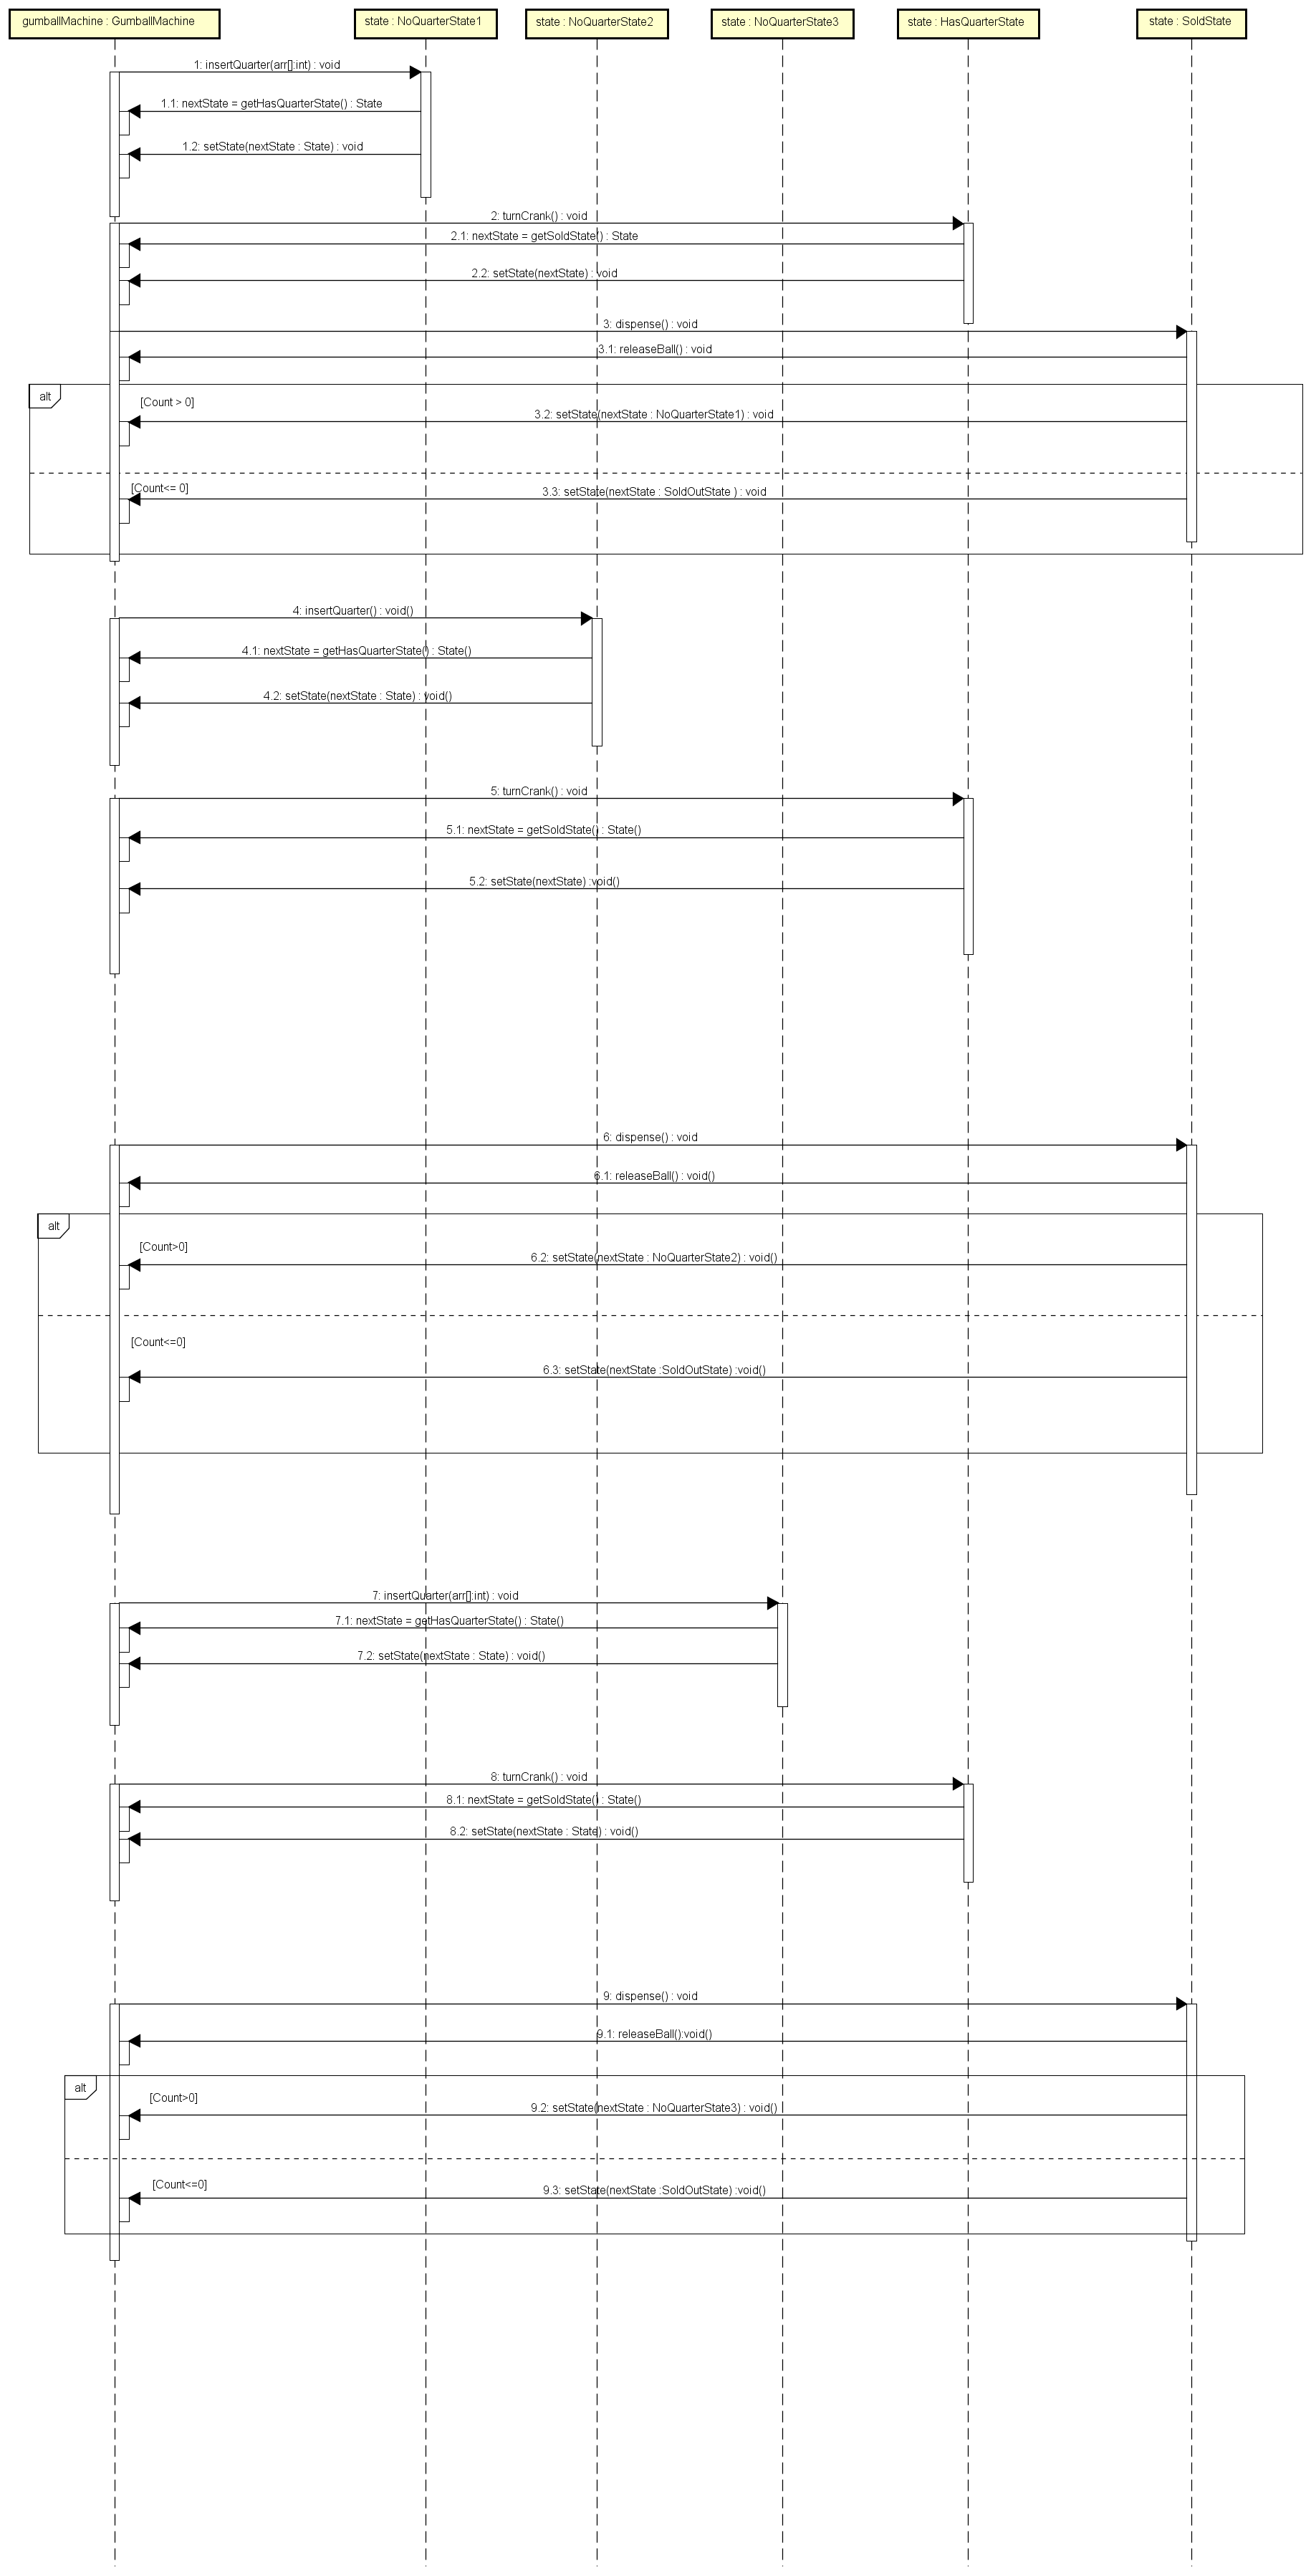 gumballMachine : GumballMachine
state : NoQuarterState1
state : NoQuarterState2
state : NoQuarterState3
state : HasQuarterState
state : SoldState
1: insertQuarter(arr[]:int) : void
1.1: nextState = getHasQuarterState() : State
1.2: setState(nextState : State) : void
2: turnCrank() : void
2.1: nextState = getSoldState() : State
2.2: setState(nextState) : void
3: dispense() : void
3.1: releaseBall() : void
alt
[Count > 0]
3.2: setState(nextState : NoQuarterState1) : void
[Count<= 0]
3.3: setState(nextState : SoldOutState ) : void
4: insertQuarter() : void()
4.1: nextState = getHasQuarterState() : State()
4.2: setState(nextState : State) : void()
5: turnCrank() : void
5.1: nextState = getSoldState() : State()
5.2: setState(nextState) :void()
6: dispense() : void
6.1: releaseBall() : void()
alt
[Count>0]
6.2: setState(nextState : NoQuarterState2) : void()
[Count<=0]
6.3: setState(nextState :SoldOutState) :void()
7: insertQuarter(arr[]:int) : void
7.1: nextState = getHasQuarterState() : State()
7.2: setState(nextState : State) : void()
8: turnCrank() : void
8.1: nextState = getSoldState() : State()
8.2: setState(nextState : State) : void()
9: dispense() : void
9.1: releaseBall():void()
alt
[Count>0]
9.2: setState(nextState : NoQuarterState3) : void()
[Count<=0]
9.3: setState(nextState :SoldOutState) :void()